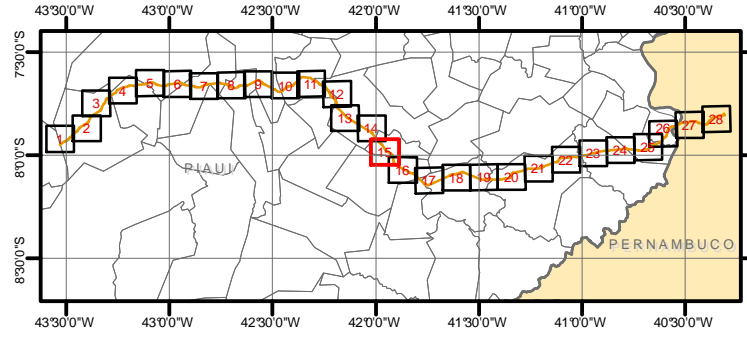 43°30'0"W 43°0'0"W 42°30'0"W 42°0'0"W 41°30'0"W 41°0'0"W 40°30'0"W
7°30'0"S
8°0'0"S
8°30'0"S
1 2 3 4 5 6 7 8 9 10 11 12 13 14 15 16 17 18 19 20 21 22 23 24 25 26 27 28
PIAUI
PERNAMBUCO
43°30'0"W 43°0'0"W 42°30'0"W 42°0'0"W 41°30'0"W 41°0'0"W 40°30'0"W